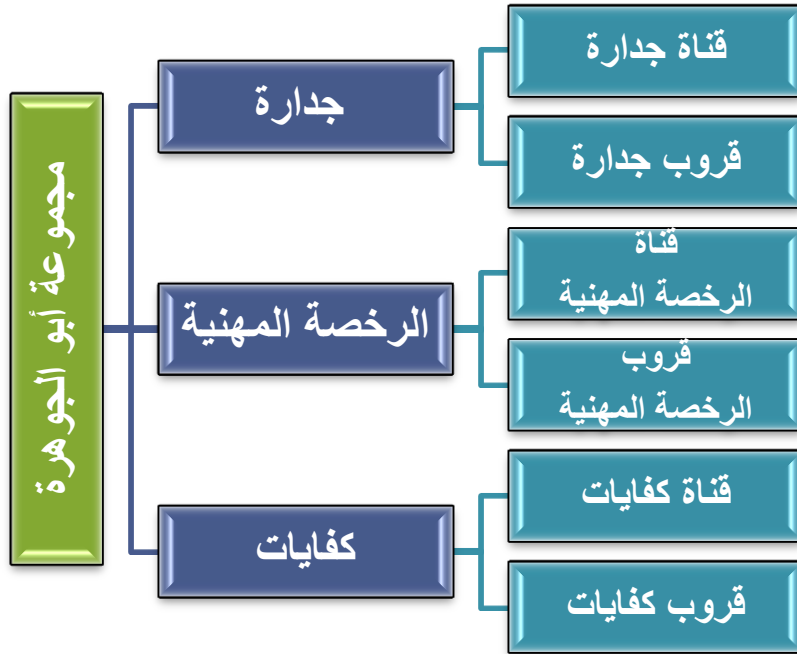 مجموعة أبو الجوهرة
جدارة
قناة جدارة
قروب جدارة
الرخصة المهنية
قناة
الرخصة المهنية
قروب
الرخصة المهنية
كفايات
قناة كفايات
قروب كفايات